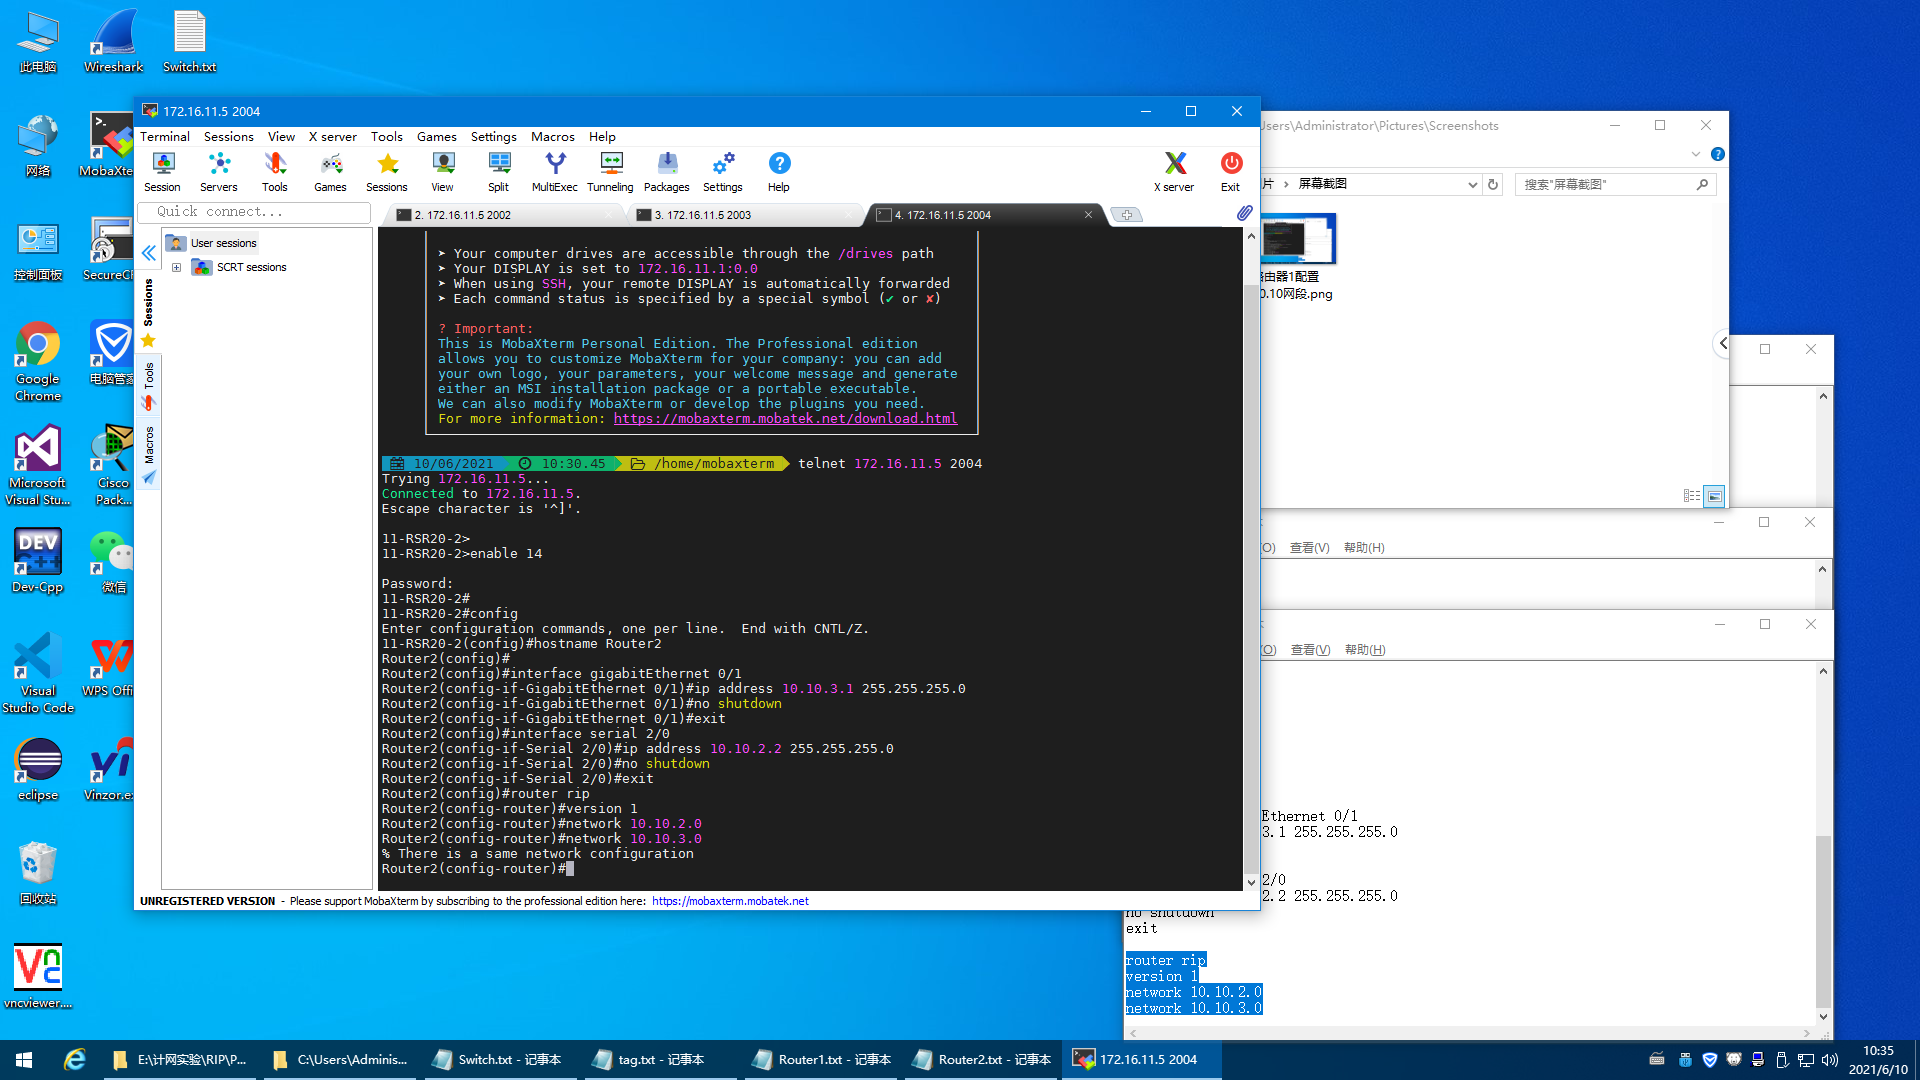 此电脑
Wireshark
Switch.txt
网络
MobaXte...
控制面板
SecureC...
Google
Chrome
电脑管家
Microsoft
Visual Stu...
Cisco
Pack...
Dev-Cpp
微信
Visual
Studio Code
WPS Offi
eclipse
Vinzor.ex
回收站
vncviewer....
172.16.11.5 2004
Terminal Sessions View X server Tools Games Settings Macros Help
Session Servers Tools Games Sessions View Split MultiExec Tunneling Packages Settings Help X server Exit
Quick connect...
2. 172.16.11.5 2002
3. 172.16.11.5 2003
4. 172.16.11.5 2004
User sessions
SCRT sessions
Sessions
Tools
Macros
➤ Your computer drives are accessible through the /drives path
➤ Your DISPLAY is set to 172.16.11.1:0.0
➤ When using SSH, your remote DISPLAY is automatically forwarded
➤ Each command status is specified by a special symbol (✔ or ✘)
? Important:
This is MobaXterm Personal Edition. The Professional edition
allows you to customize MobaXterm for your company: you can add
your own logo, your parameters, your welcome message and generate
either an MSI installation package or a portable executable.
We can also modify MobaXterm or develop the plugins you need.
For more information: https://mobaxterm.mobatek.net/download.html
10/06/2021 10:30.45 /home/mobaxterm telnet 172.16.11.5 2004
Trying 172.16.11.5...
Connected to 172.16.11.5.
Escape character is '^]'.
11-RSR20-2>
11-RSR20-2>enable 14
Password:
11-RSR20-2#
11-RSR20-2#config
Enter configuration commands, one per line.  End with CNTL/Z.
11-RSR20-2(config)#hostname Router2
Router2(config)#
Router2(config)#interface gigabitEthernet 0/1
Router2(config-if-GigabitEthernet 0/1)#ip address 10.10.3.1 255.255.255.0
Router2(config-if-GigabitEthernet 0/1)#no shutdown
Router2(config-if-GigabitEthernet 0/1)#exit
Router2(config)#interface serial 2/0
Router2(config-if-Serial 2/0)#ip address 10.10.2.2 255.255.255.0
Router2(config-if-Serial 2/0)#no shutdown
Router2(config-if-Serial 2/0)#exit
Router2(config)#router rip
Router2(config-router)#version 1
Router2(config-router)#network 10.10.2.0
Router2(config-router)#network 10.10.3.0
% There is a same network configuration
Router2(config-router)#
UNREGISTERED VERSION - Please support MobaXterm by subscribing to the professional edition here: https://mobaxterm.mobatek.net
Users\Administrator\Pictures\Screenshots
片 › 屏幕截图
搜索"屏幕截图"
由器1配置
0.10网段.png
(O) 查看(V) 帮助(H)
(O) 查看(V) 帮助(H)
Ethernet 0/1
3.1 255.255.255.0
2/0
2.2 255.255.255.0
no shutdown
exit
router rip
version 1
network 10.10.2.0
network 10.10.3.0
E:\计网实验\RIP\P...
C:\Users\Adminis...
Switch.txt - 记事本
tag.txt - 记事本
Router1.txt - 记事本
Router2.txt - 记事本
172.16.11.5 2004
10:35
2021/6/10